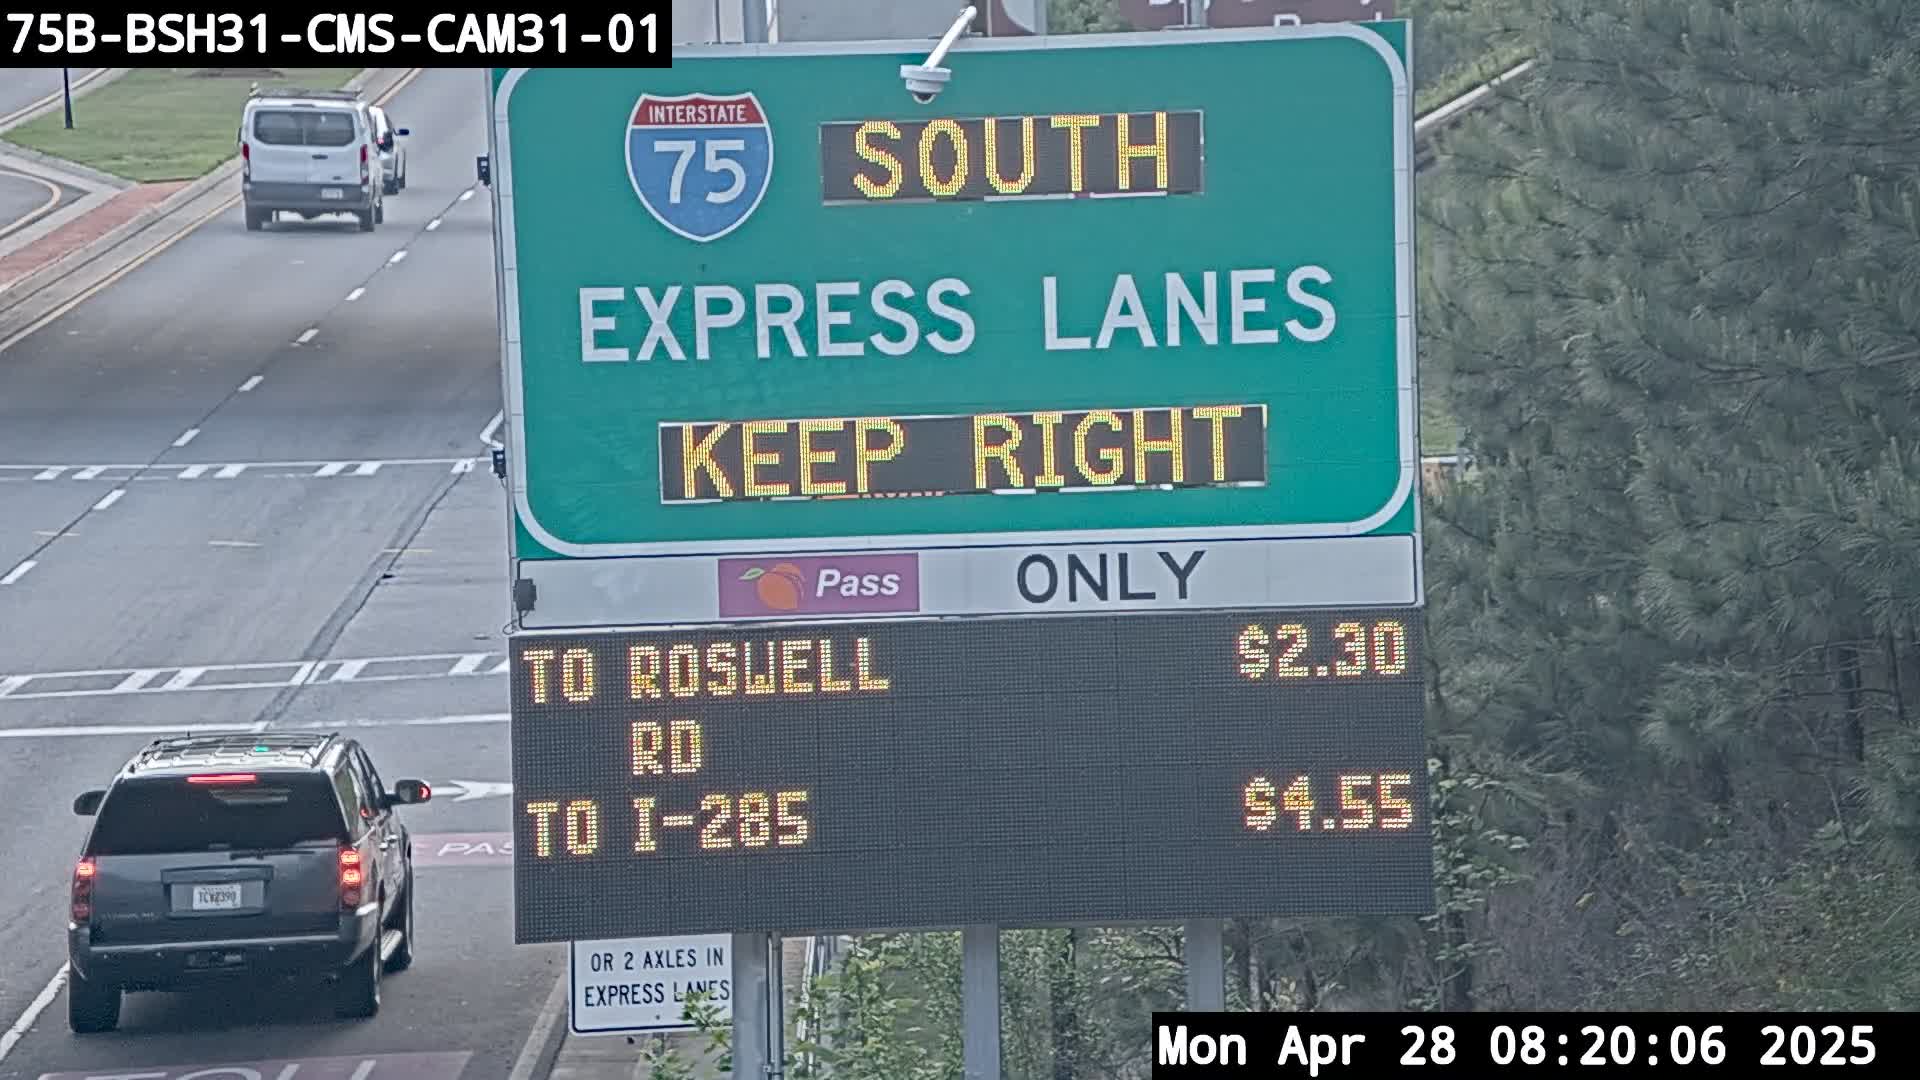 75B-BSH31-CMS-CAM31-01
INTERSTATE
75
SOUTH
EXPRESS LANES
KEEP RIGHT
Pass ONLY
TO ROSWELL $2.30
RD
TO I-285 $4.55
OR 2 AXLES IN
EXPRESS LANES
TOLL
Mon Apr 28 08:20:06 2025